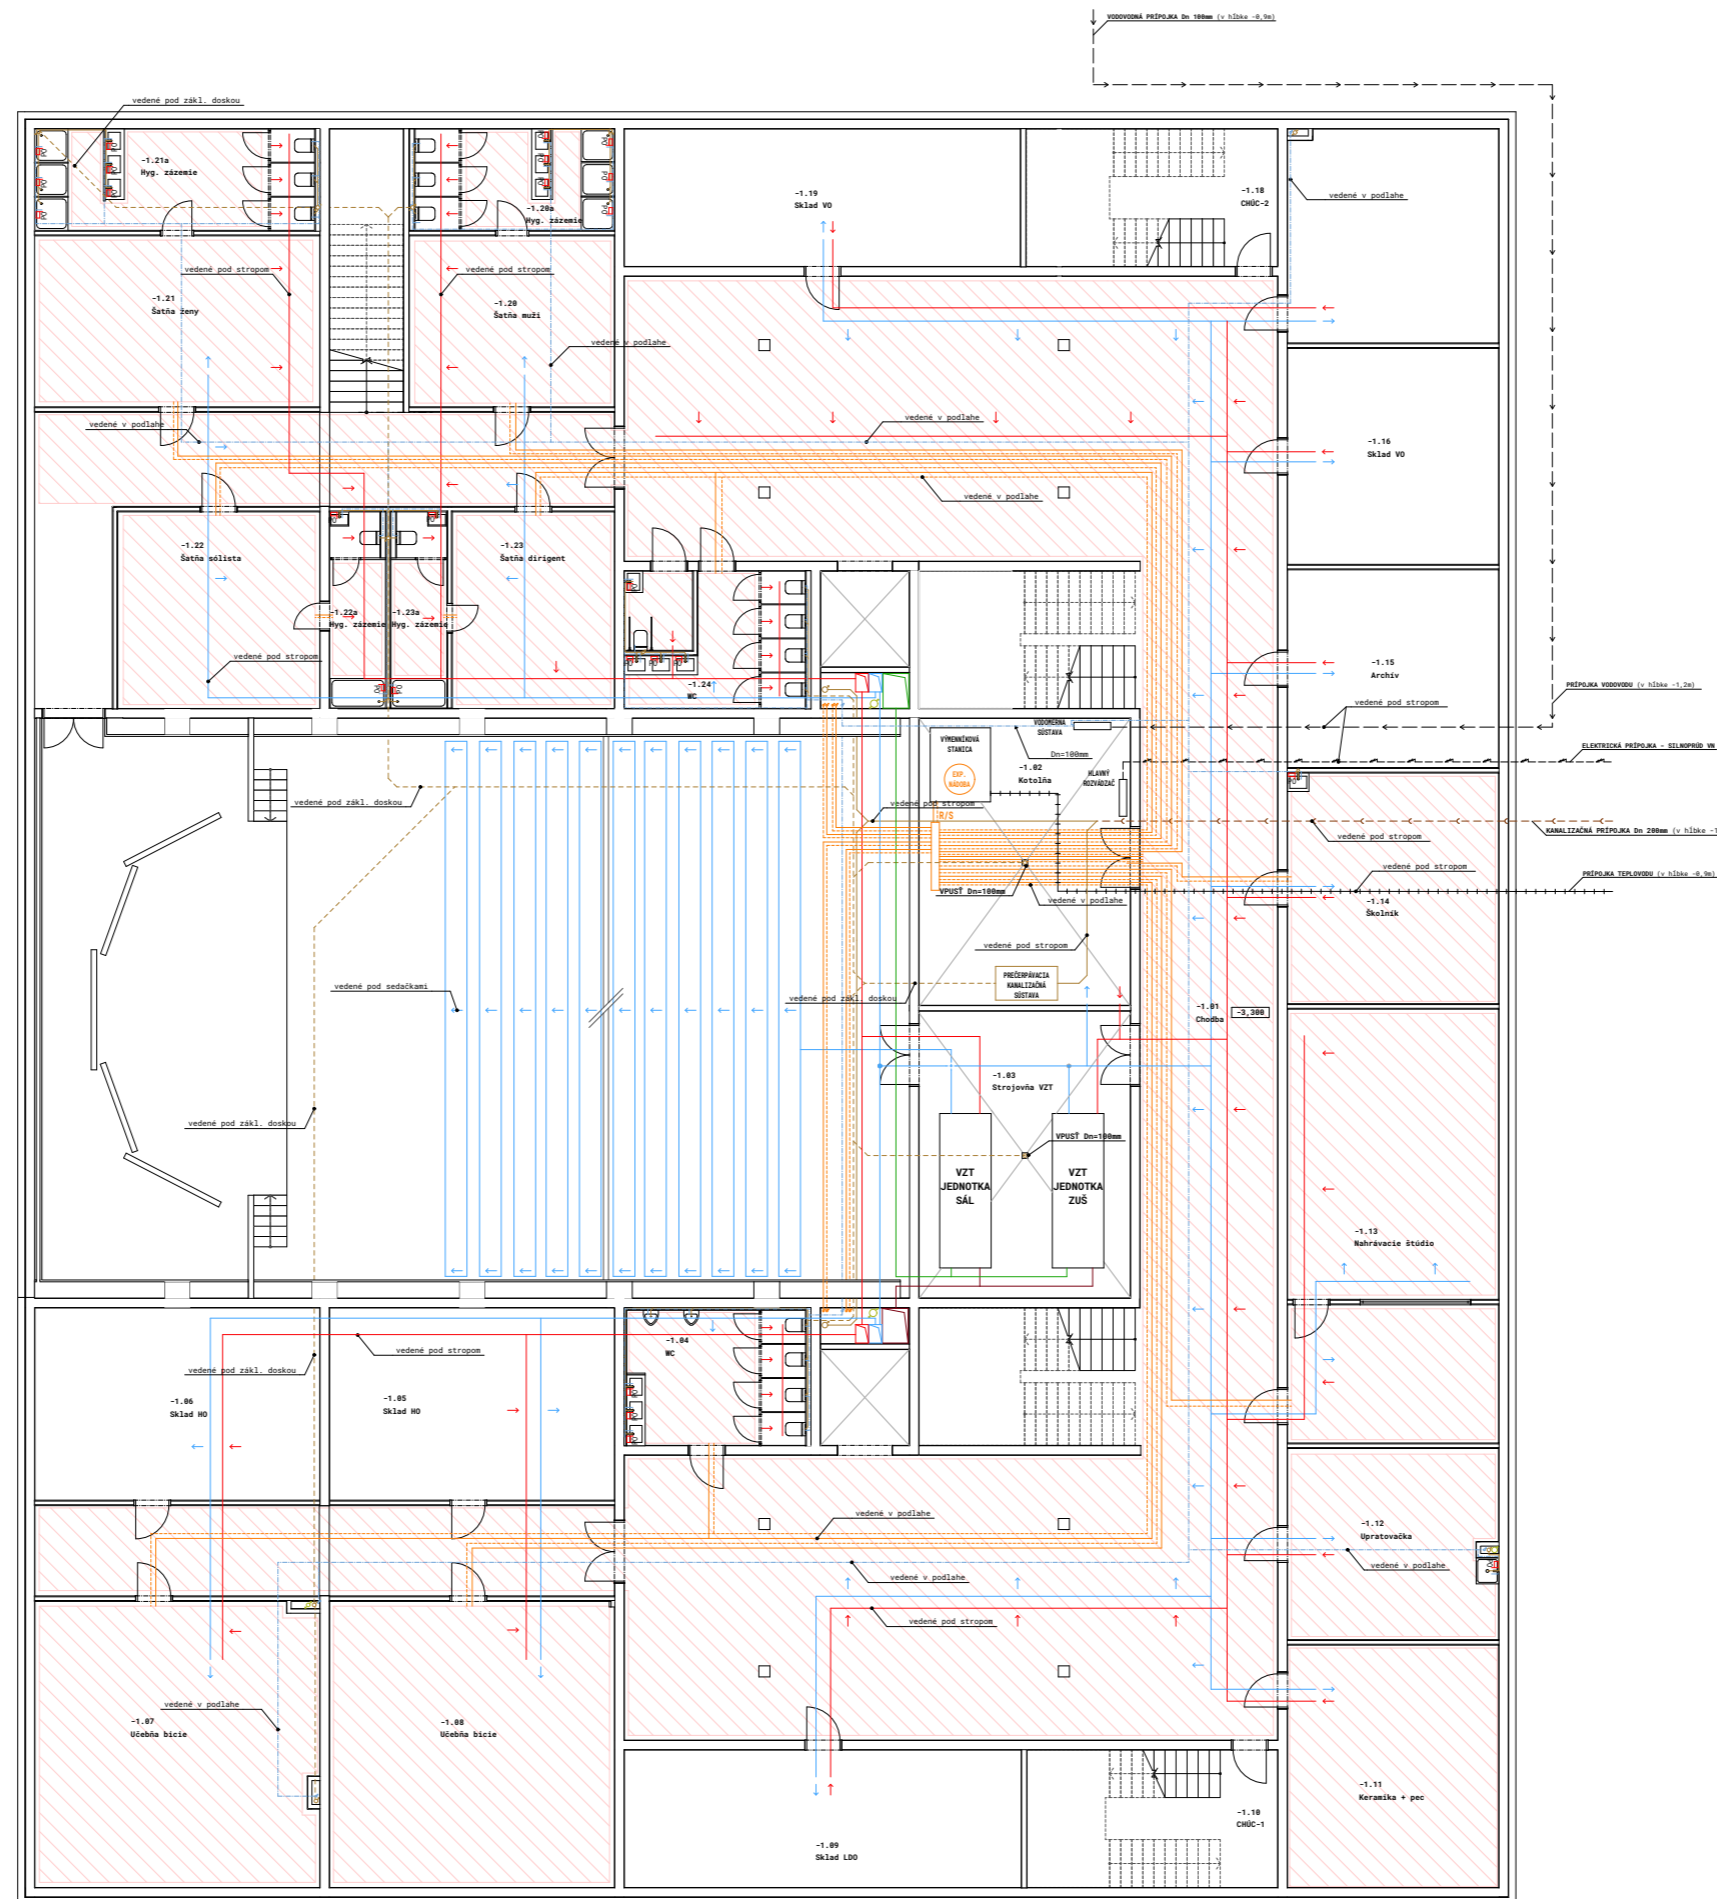 VODOVODNÁ PRÍPOJKA Dn 100mm (v hĺbke -0,9m)
vedené pod zákl. doskou
-1.21a
Hyg. zázemie
-1.20a
Hyg. zázemie
-1.19
Sklad VO
-1.18
CHÚC-2
vedené v podlahe
vedené pod stropom
vedené pod stropom
-1.21
Šatňa ženy
-1.20
Šatňa muži
vedené v podlahe
vedené v podlahe
vedené v podlahe
-1.16
Sklad VO
vedené v podlahe
-1.22
Šatňa sólista
-1.23
Šatňa dirigent
-1.22a
Hyg. zázemie
-1.23a
Hyg. zázemie
vedené pod stropom
-1.24
WC
-1.15
Archív
PRÍPOJKA VODOVODU (v hĺbke -1,2m)
vedené pod stropom
VODOMERNÁ
SÚSTAVA
VÝMENNÍKOVÁ
STANICA
Dn=100mm
ELEKTRICKÁ PRÍPOJKA - SILNOPRÚD VN
EXP.
NÁDOBA
-1.02
Kotolňa
HLAVNÝ
ROZVÁDZAČ
vedené pod zákl. doskou
vedené pod stropom
R/S
KANALIZAČNÁ PRÍPOJKA Dn 200mm (v hĺbke -1
vedené pod stropom
vedené pod stropom
PRÍPOJKA TEPLOVODU (v hĺbke -0,9m)
VPUSŤ Dn=100mm
vedené v podlahe
-1.14
Školník
vedené pod stropom
PREČERPÁVACIA
KANALIZAČNÁ
SÚSTAVA
vedené pod sedačkami
vedené pod zákl. doskou
-1.01
Chodba
-3,300
-1.03
Strojovňa VZT
vedené pod zákl. doskou
VPUSŤ Dn=100mm
VZT
JEDNOTKA
SÁL
VZT
JEDNOTKA
ZUŠ
-1.13
Nahrávacie štúdio
-1.04
WC
vedené pod stropom
vedené pod zákl. doskou
-1.06
Sklad HO
-1.05
Sklad HO
vedené v podlahe
-1.12
Upratovačka
vedené v podlahe
vedené v podlahe
vedené pod stropom
vedené v podlahe
-1.07
Učebňa bicie
-1.08
Učebňa bicie
-1.11
Keramika + pec
-1.10
CHÚC-1
-1.09
Sklad LDO